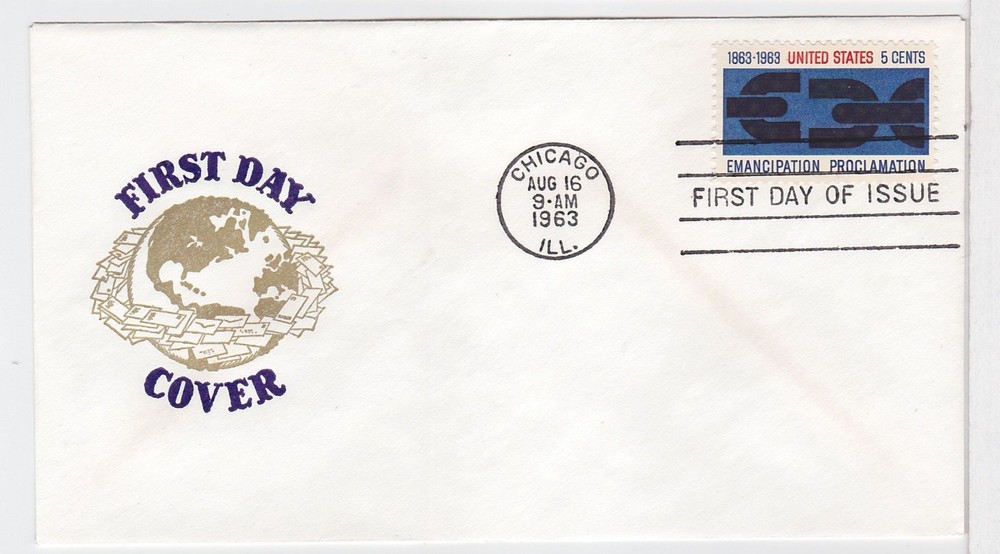 FIRST DAY
COVER
CHICAGO
AUG 16
9-AM
1963
ILL.
1863-1963 UNITED STATES 5 CENTS
EMANCIPATION PROCLAMATION
FIRST DAY OF ISSUE